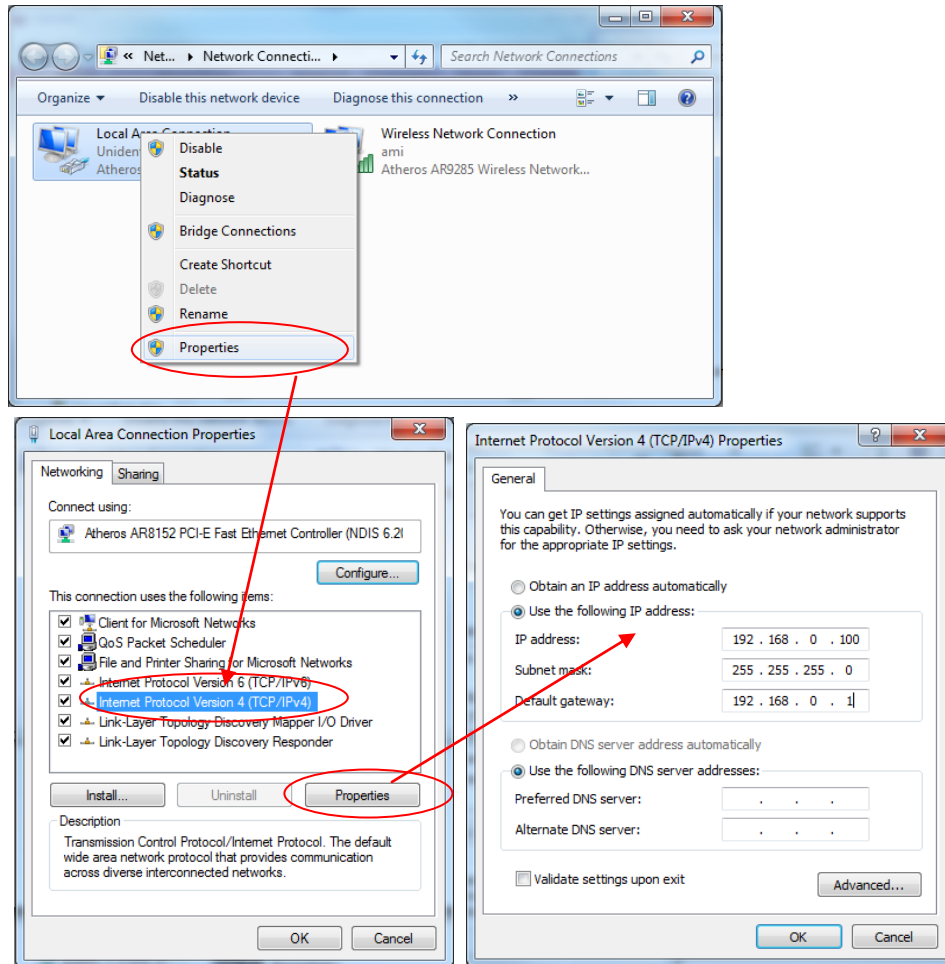 « Net... ▸ Network Connecti... ▸
Search Network Connections
Organize ▾ Disable this network device Diagnose this connection »
Local Area Connection
Atheros
Disable
Status
Diagnose
Bridge Connections
Create Shortcut
Delete
Rename
Properties
Wireless Network Connection
ami
Atheros AR9285 Wireless Network...
Local Area Connection Properties
Networking Sharing
Connect using:
Atheros AR8152 PCI-E Fast Ethernet Controller (NDIS 6.2(
Configure...
This connection uses the following items:
Client for Microsoft Networks
QoS Packet Scheduler
File and Printer Sharing for Microsoft Networks
Internet Protocol Version 6 (TCP/IPv6)
Internet Protocol Version 4 (TCP/IPv4)
Link-Layer Topology Discovery Mapper I/O Driver
Link-Layer Topology Discovery Responder
Install... Uninstall Properties
Description
Transmission Control Protocol/Internet Protocol. The default
wide area network protocol that provides communication
across diverse interconnected networks.
OK Cancel
Internet Protocol Version 4 (TCP/IPv4) Properties
General
You can get IP settings assigned automatically if your network supports
this capability. Otherwise, you need to ask your network administrator
for the appropriate IP settings.
Obtain an IP address automatically
Use the following IP address:
IP address: 192 . 168 . 0 . 100
Subnet mask: 255 . 255 . 255 . 0
Default gateway: 192 . 168 . 0 . 1
Obtain DNS server address automatically
Use the following DNS server addresses:
Preferred DNS server: . . .
Alternate DNS server: . . .
Validate settings upon exit
Advanced...
OK Cancel